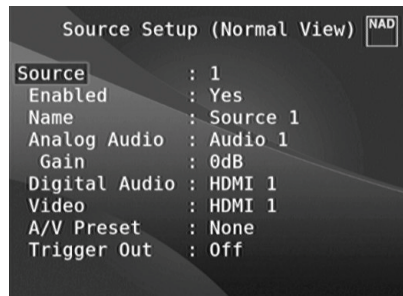 Source Setup (Normal View) NAD
Source : 1
Enabled : Yes
Name : Source 1
Analog Audio : Audio 1
Gain : 0dB
Digital Audio : HDMI 1
Video : HDMI 1
A/V Preset : None
Trigger Out : Off